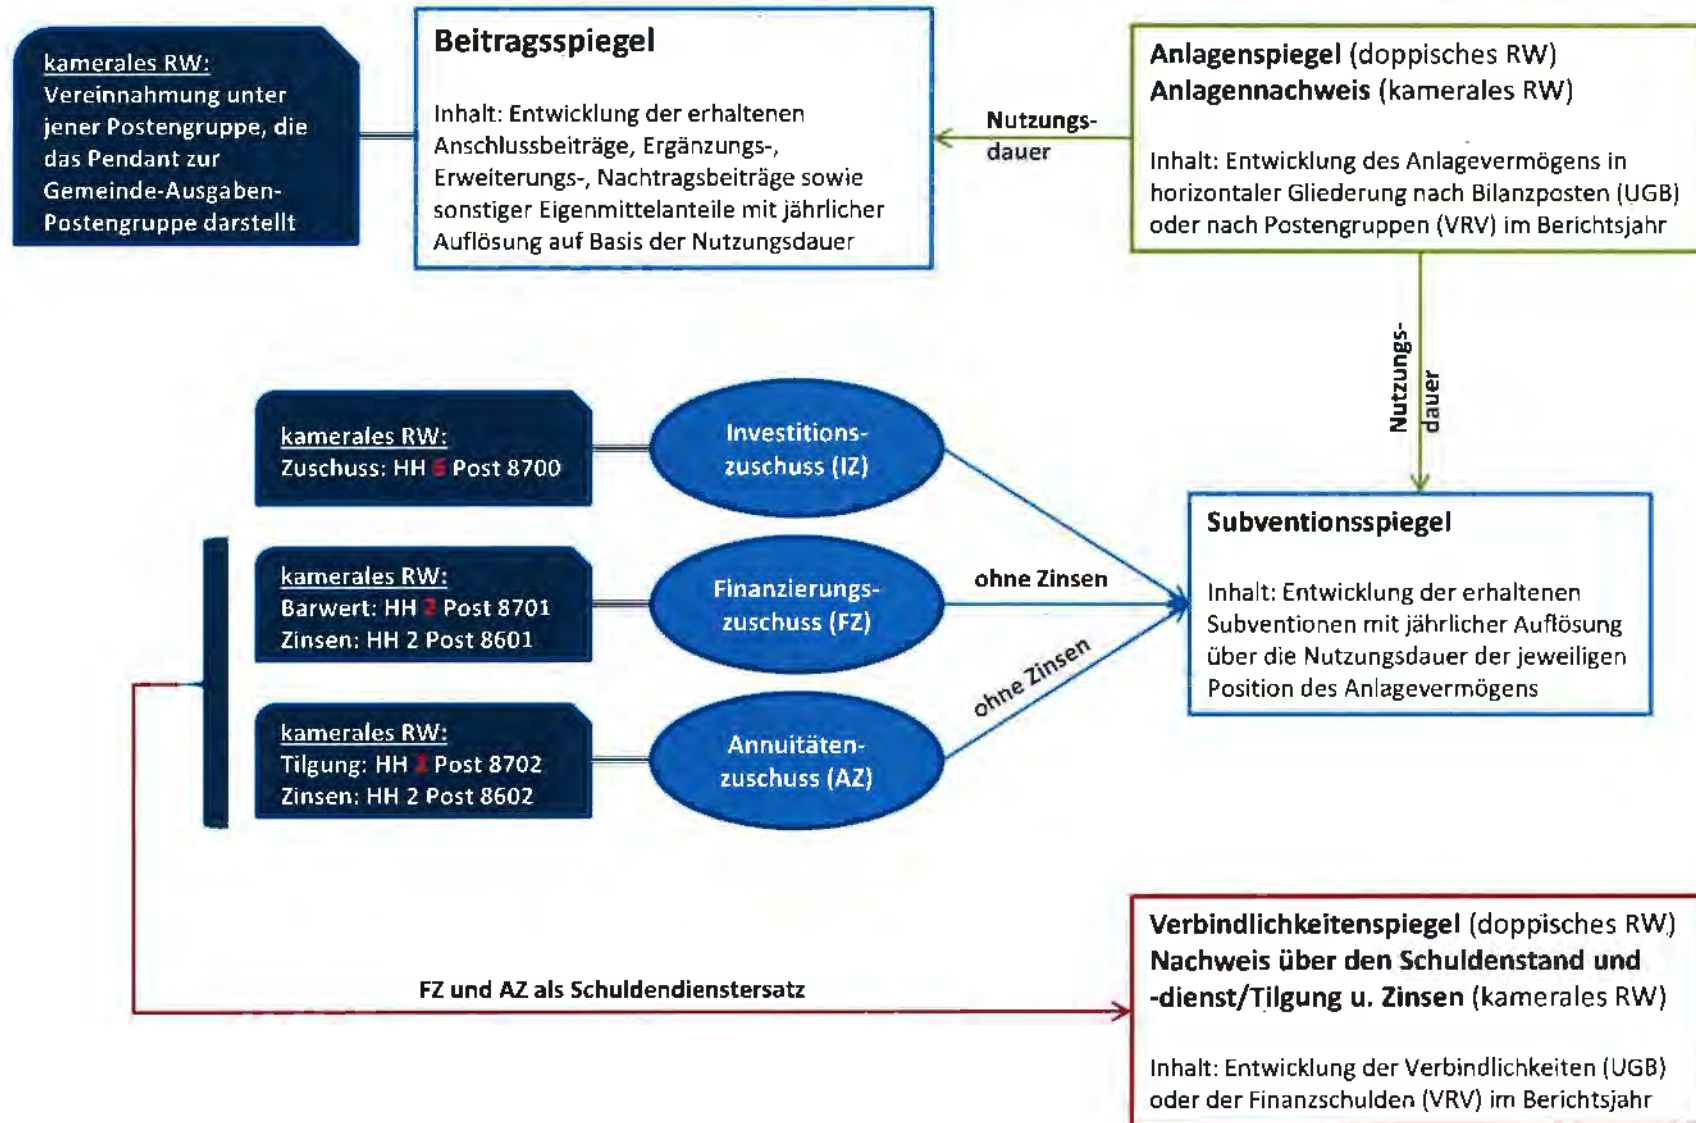 kamerales RW:
Vereinnahmung unter
jener Postengruppe, die
das Pendant zur
Gemeinde-Ausgaben-
Postengruppe darstellt
Beitragsspiegel
Inhalt: Entwicklung der erhaltenen
Anschlussbeiträge, Ergänzungs-,
Erweiterungs-, Nachtragsbeiträge sowie
sonstiger Eigenmittelanteile mit jährlicher
Auflösung auf Basis der Nutzungsdauer
Nutzungs-
dauer
Anlagenspiegel (doppisches RW)
Anlagennachweis (kamerales RW)
Inhalt: Entwicklung des Anlagevermögens in
horizontaler Gliederung nach Bilanzposten (UGB)
oder nach Postengruppen (VRV) im Berichtsjahr
Nutzungs-
dauer
kamerales RW:
Zuschuss: HH Post 8700
Investitions-
zuschuss (IZ)
kamerales RW:
Barwert: HH 2 Post 8701
Zinsen: HH 2 Post 8601
Finanzierungs-
zuschuss (FZ)
ohne Zinsen
kamerales RW:
Tilgung: HH 2 Post 8702
Zinsen: HH 2 Post 8602
Annuitäten-
zuschuss (AZ)
ohne Zinsen
Subventionsspiegel
Inhalt: Entwicklung der erhaltenen
Subventionen mit jährlicher Auflösung
über die Nutzungsdauer der jeweiligen
Position des Anlagevermögens
FZ und AZ als Schuldendienstersatz
Verbindlichkeitenspiegel (doppisches RW)
Nachweis über den Schuldenstand und
-dienst/Tilgung u. Zinsen (kamerales RW)
Inhalt: Entwicklung der Verbindlichkeiten (UGB)
oder der Finanzschulden (VRV) im Berichtsjahr